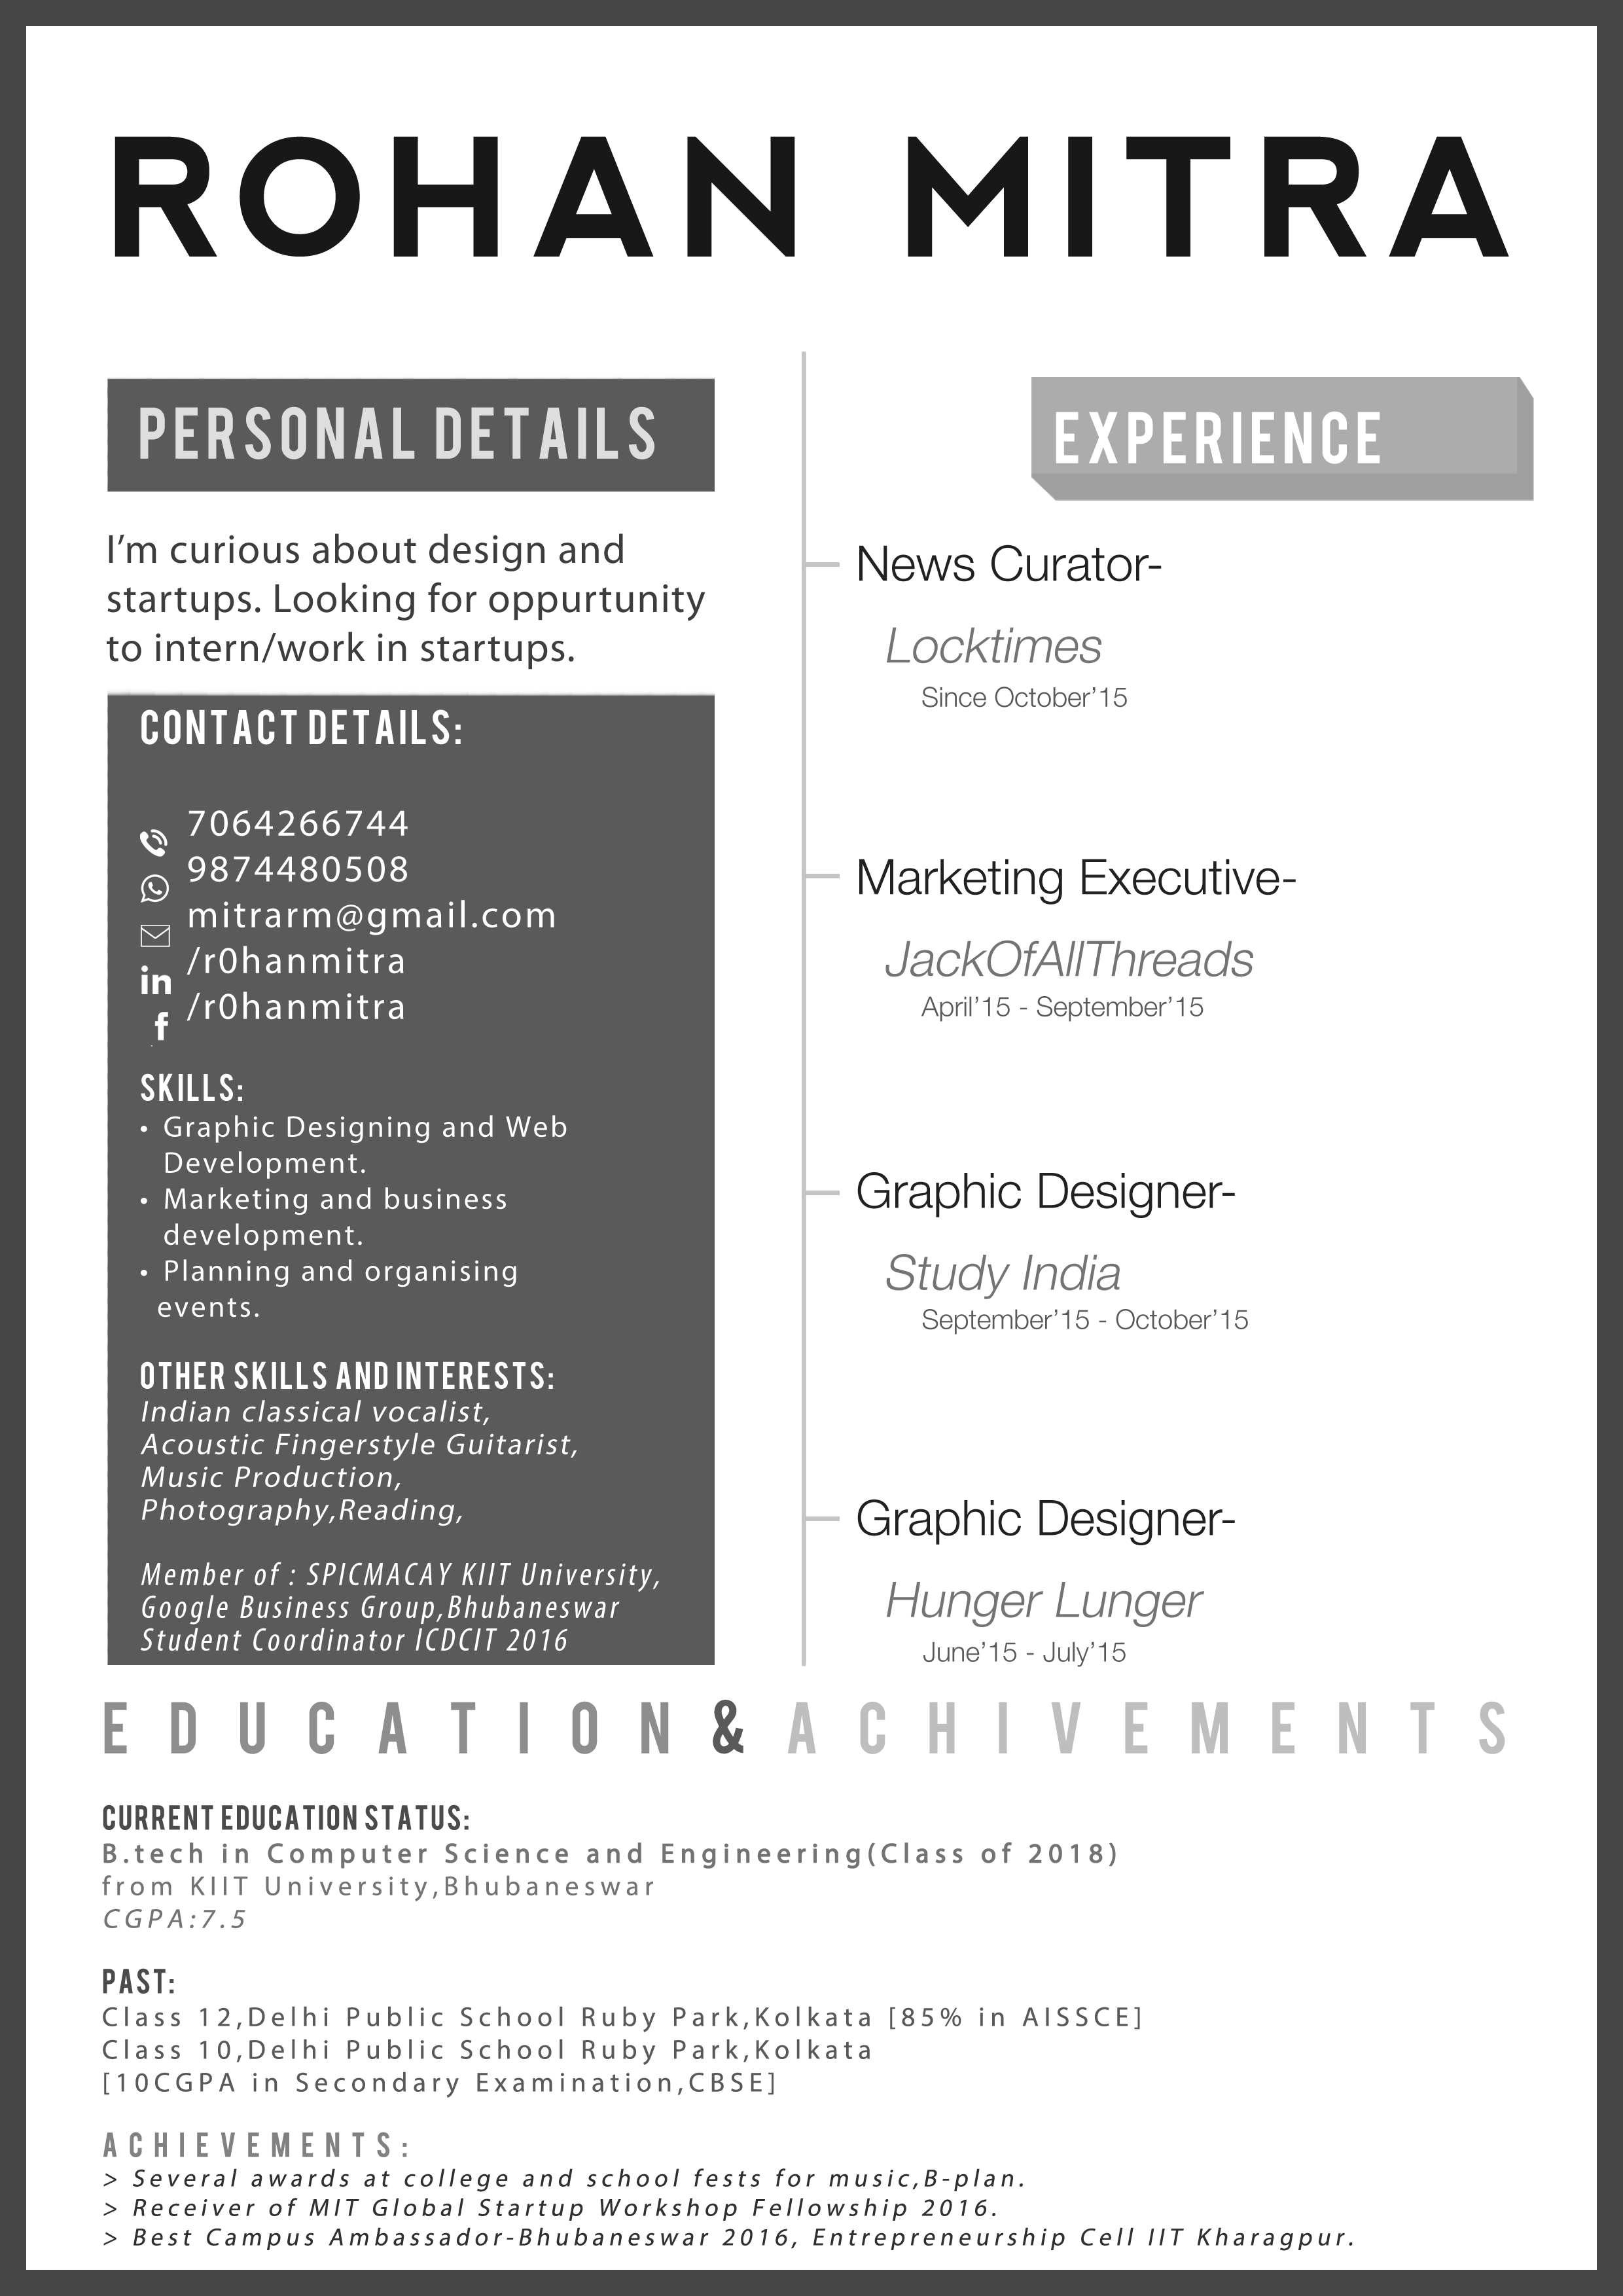 ROHAN MITRA
PERSONAL DETAILS
I'm curious about design and
startups. Looking for oppurtunity
to intern/work in startups.
CONTACT DETAILS:
7064266744
9874480508
mitrarm@gmail.com
in /r0hanmitra
f /r0hanmitra
SKILLS:
• Graphic Designing and Web
Development.
• Marketing and business
development.
• Planning and organising
events.
OTHER SKILLS AND INTERESTS:
Indian classical vocalist,
Acoustic Fingerstyle Guitarist,
Music Production,
Photography,Reading,
Member of : SPICMACAY KIIT University,
Google Business Group,Bhubaneswar
Student Coordinator ICDCIT 2016
EXPERIENCE
News Curator-
Locktimes
Since October'15
Marketing Executive-
JackOfAllThreads
April'15 - September'15
Graphic Designer-
Study India
September'15 - October'15
Graphic Designer-
Hunger Lunger
June'15 - July'15
EDUCATION & ACHIVEMENTS
CURRENT EDUCATION STATUS:
B.tech in Computer Science and Engineering(Class of 2018)
from KIIT University,Bhubaneswar
CGPA:7.5
PAST:
Class 12,Delhi Public School Ruby Park,Kolkata [85% in AISSCE]
Class 10,Delhi Public School Ruby Park,Kolkata
[10CGPA in Secondary Examination,CBSE]
ACHIEVEMENTS:
> Several awards at college and school fests for music,B-plan.
> Receiver of MIT Global Startup Workshop Fellowship 2016.
> Best Campus Ambassador-Bhubaneswar 2016, Entrepreneurship Cell IIT Kharagpur.